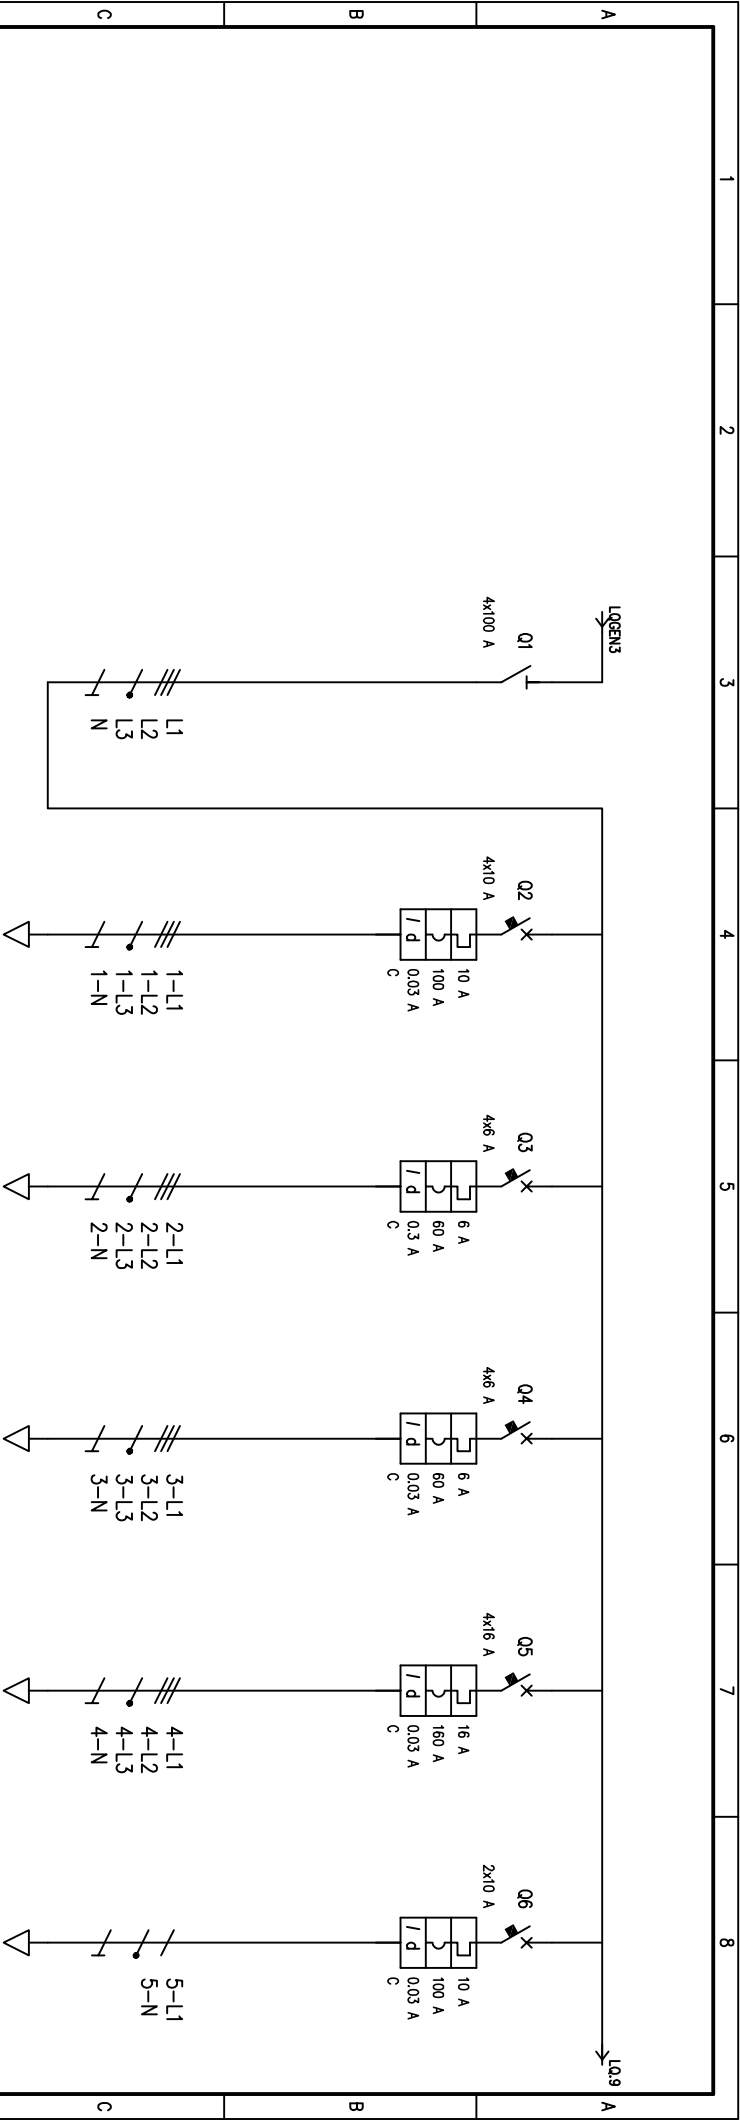 1
2
3
4
5
6
7
8
A
A
LQGEN3
LQ.9
Q1
4x100 A
Q2
4x10 A
Q3
4x6 A
Q4
4x6 A
Q5
4x16 A
Q6
2x10 A
10 A
100 A
I d
0.03 A
C
6 A
60 A
I d
0.3 A
C
6 A
60 A
I d
0.03 A
C
16 A
160 A
I d
0.03 A
C
10 A
100 A
I d
0.03 A
C
B
B
L1
L2
L3
N
1-L1
1-L2
1-L3
1-N
2-L1
2-L2
2-L3
2-N
3-L1
3-L2
3-L3
3-N
4-L1
4-L2
4-L3
4-N
5-L1
5-N
C
C